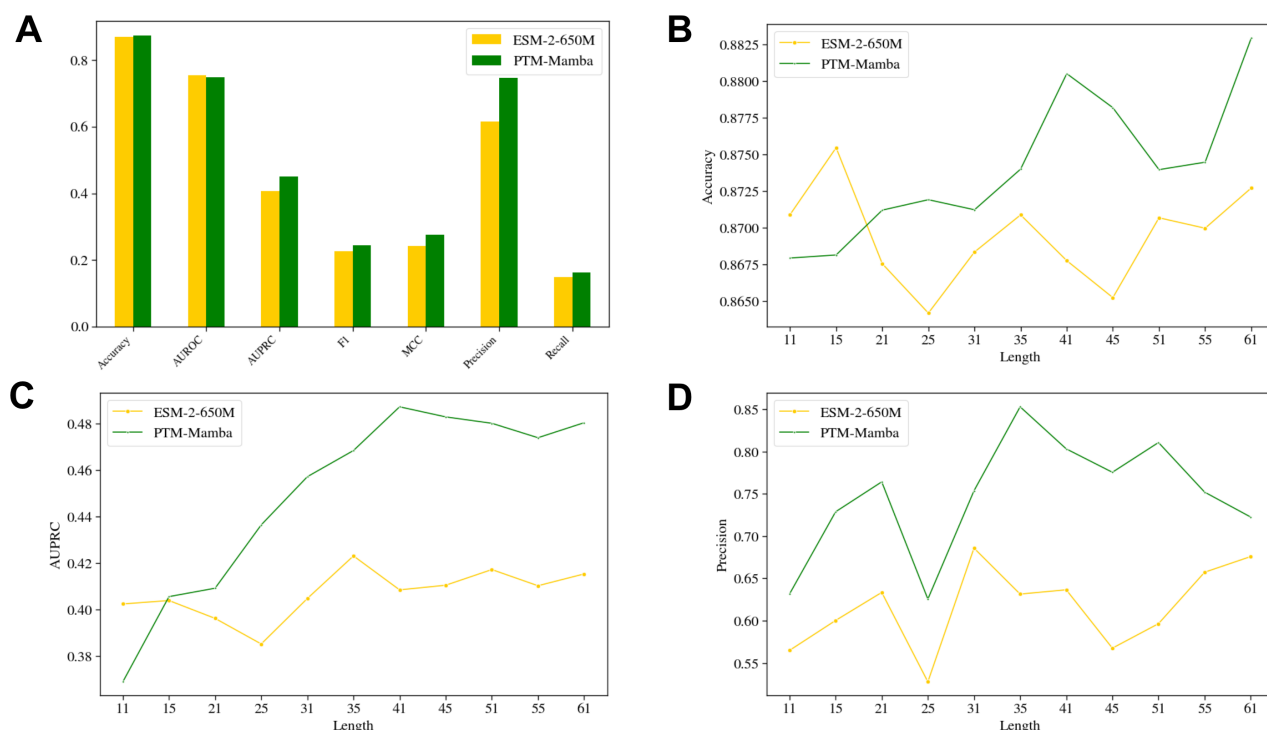 A
ESM-2-650M
PTM-Mamba
0.8
0.6
0.4
0.2
0.0
Accuracy
AUROC
AUPRC
F1
MCC
Precision
Recall
B
ESM-2-650M
PTM-Mamba
0.8825
0.8800
0.8775
0.8750
0.8725
0.8700
0.8675
0.8650
Accuracy
11 15 21 25 31 35 41 45 51 55 61
Length
C
ESM-2-650M
PTM-Mamba
0.48
0.46
0.44
0.42
0.40
0.38
AUPRC
11 15 21 25 31 35 41 45 51 55 61
Length
D
ESM-2-650M
PTM-Mamba
0.85
0.80
0.75
0.70
0.65
0.60
0.55
Precision
11 15 21 25 31 35 41 45 51 55 61
Length